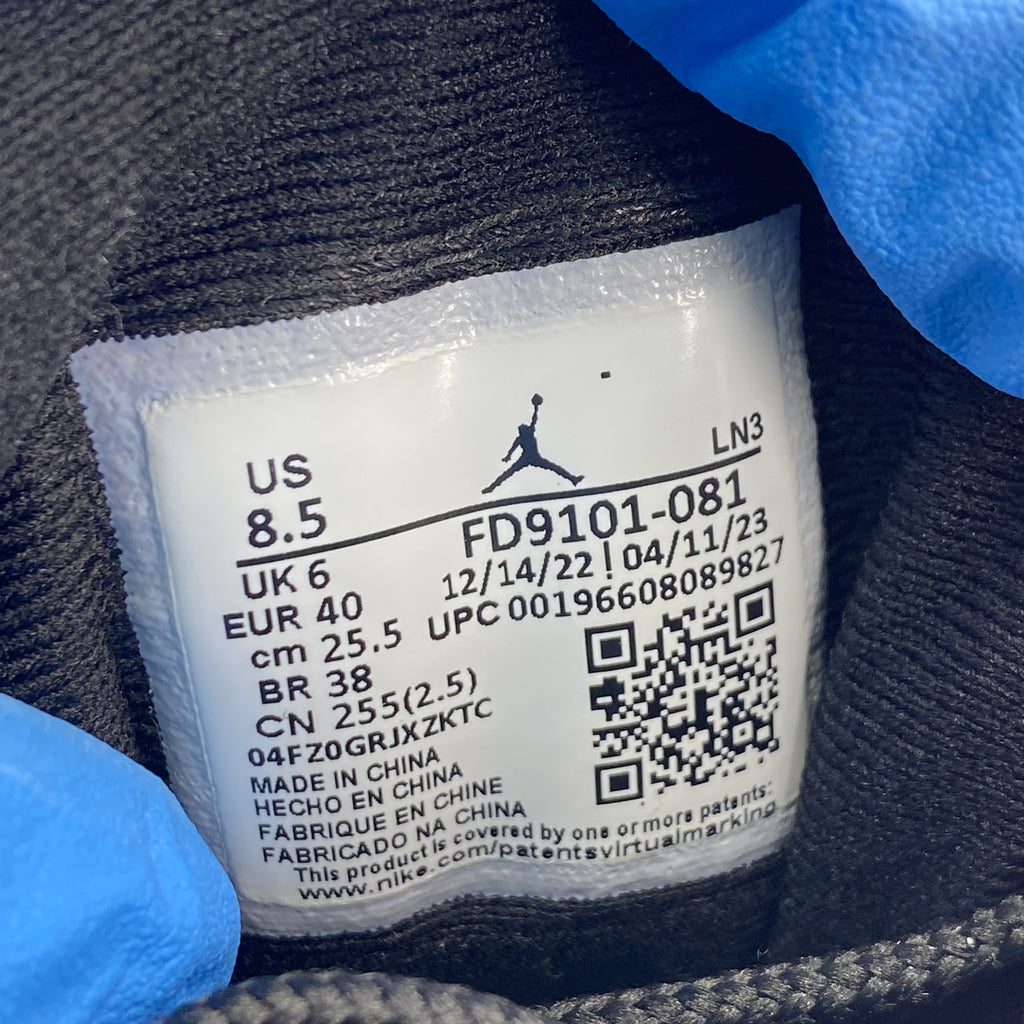 US
LN3
8.5
FD9101-081
UK 6
12/14/22 | 04/11/23
EUR 40
UPC 00196608089827
cm 25.5
BR 38
CN 255(2.5)
04FZ0GRJXZKTC
MADE IN CHINA
HECHO EN CHINA
FABRIQUE EN CHINE
FABRICADO NA CHINA
This product is covered by one or more patents:
www.nike.com/patentsvirtualmarking